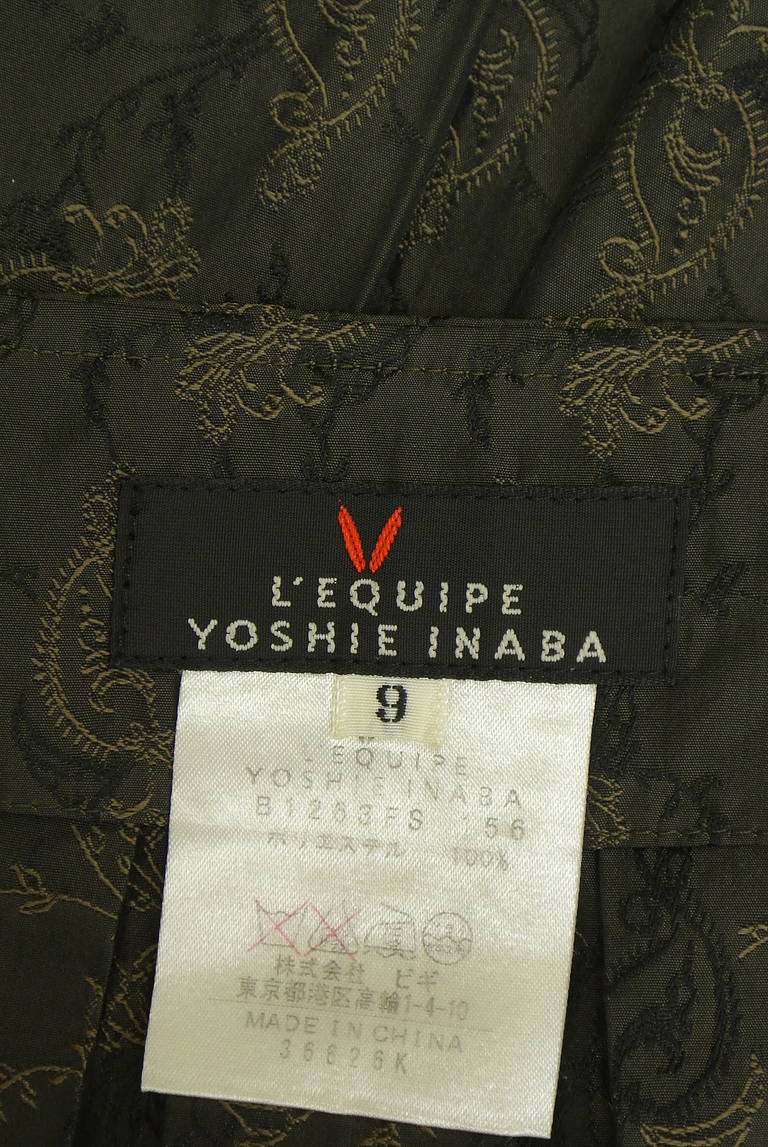 L'EQUIPE
YOSHIE INABA
9
L'EQUIPE
YOSHIE INABA
B1263FS 156
ポリエステル 100%
株式会社 ビギ
東京都港区高輪1-4-10
MADE IN CHINA
36626K